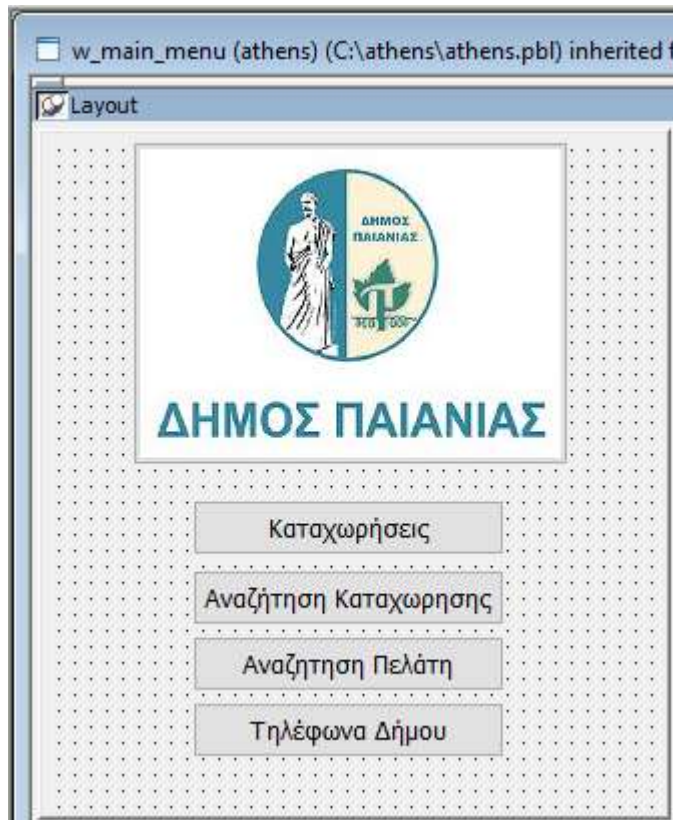 w_main_menu (athens) (C:\athens\athens.pbl) inherited f
Layout
ΔΗΜΟΣ
ΠΑΙΑΝΙΑΣ
ΔΗΜΟΣ ΠΑΙΑΝΙΑΣ
Καταχωρήσεις
Αναζήτηση Καταχωρησης
Αναζητηση Πελάτη
Τηλέφωνα Δήμου